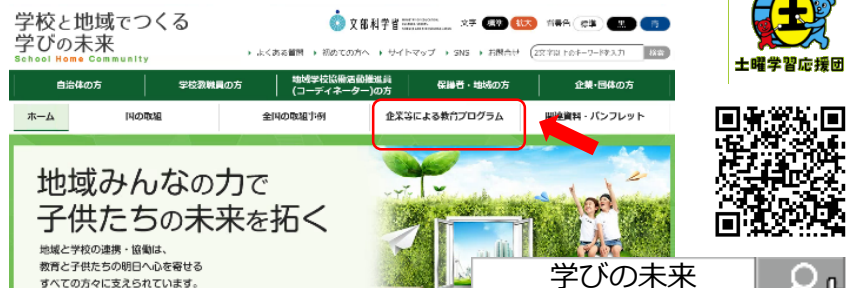 学校と地域でつくる
学びの未来
School Home Community
文部科学省
文字 標準 拡大 背景色 標準 黒 青
よくある質問 初めての方へ サイトマップ SNS お問合せ
検索
自治体の方 学校教職員の方 地域学校協働活動推進員
(コーディネーター)の方 保護者・地域の方 企業・団体の方
ホーム 国の取組 全国の取組事例 企業等による教育プログラム 関連資料・パンフレット
地域みんなの力で
子供たちの未来を拓く
地域と学校の連携・協働は、
教育と子供たちの明日へ心を寄せる
すべての方々に支えられています。
土
土曜学習応援団
学びの未来